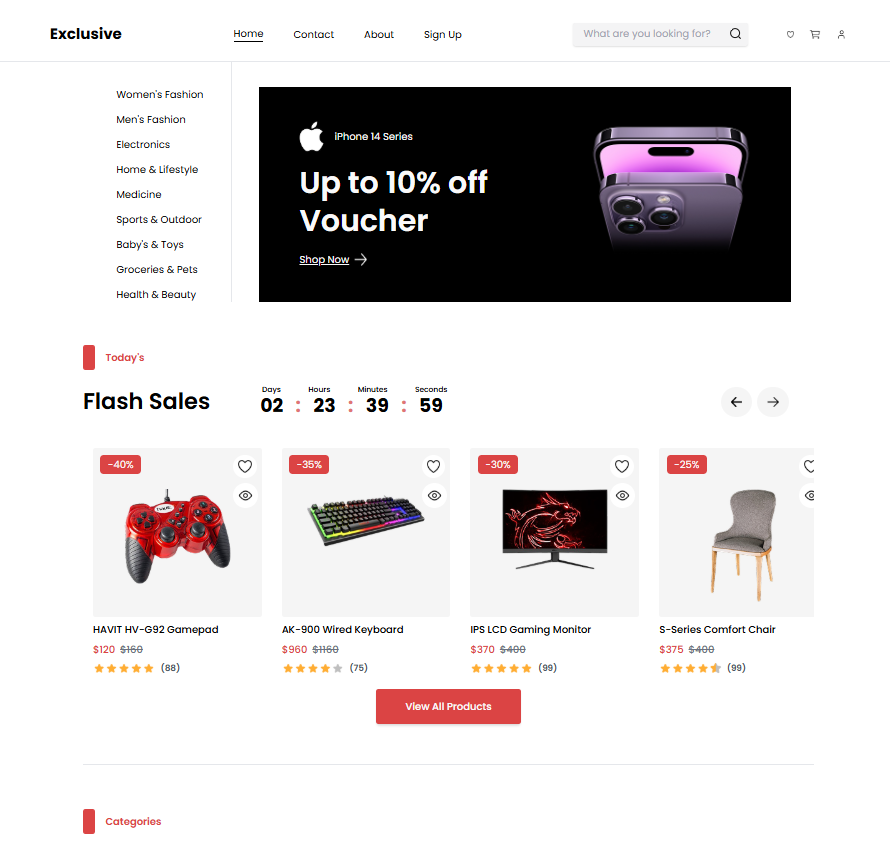 Exclusive
Home
Contact
About
Sign Up
What are you looking for?
Women's Fashion
Men's Fashion
Electronics
Home & Lifestyle
Medicine
Sports & Outdoor
Baby's & Toys
Groceries & Pets
Health & Beauty
iPhone 14 Series
Up to 10% off
Voucher
Shop Now
Today's
Flash Sales
Days
Hours
Minutes
Seconds
02 : 23 : 39 : 59
-40%
-35%
-30%
-25%
HAVIT HV-G92 Gamepad
$120 $160
(88)
AK-900 Wired Keyboard
$960 $1160
(75)
IPS LCD Gaming Monitor
$370 $400
(99)
S-Series Comfort Chair
$375 $400
(99)
View All Products
Categories